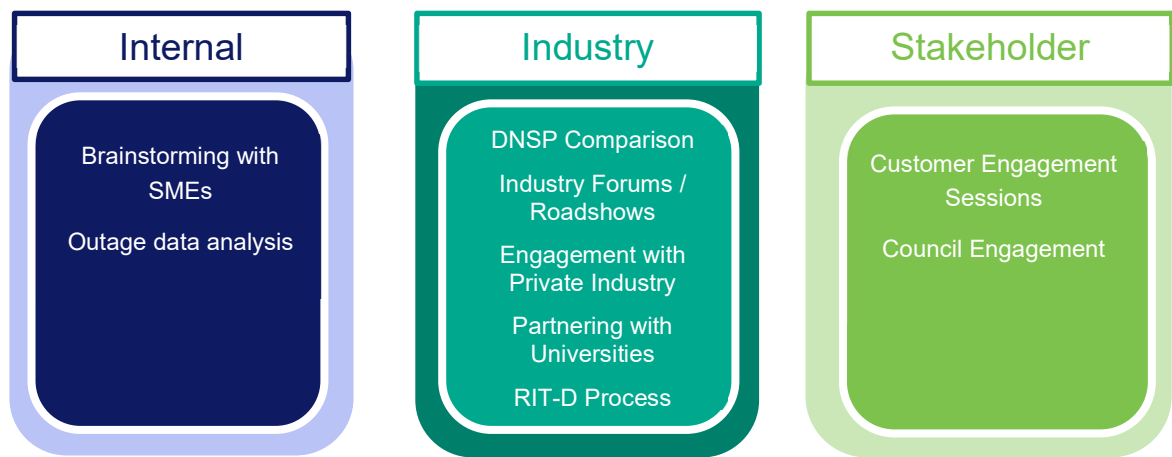 Internal
Brainstorming with
SMEs
Outage data analysis
Industry
DNSP Comparison
Industry Forums /
Roadshows
Engagement with
Private Industry
Partnering with
Universities
RIT-D Process
Stakeholder
Customer Engagement
Sessions
Council Engagement